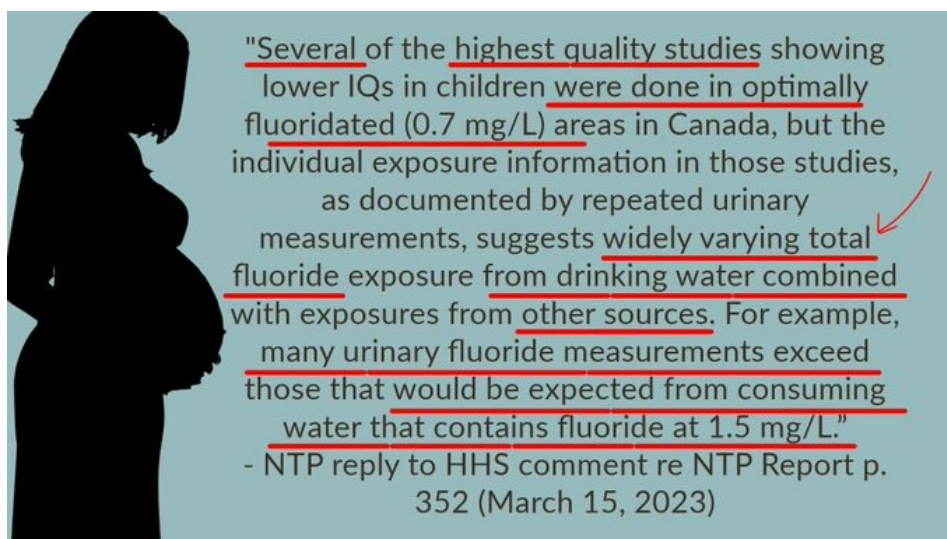 "Several of the highest quality studies showing
lower IQs in children were done in optimally
fluoridated (0.7 mg/L) areas in Canada, but the
individual exposure information in those studies,
as documented by repeated urinary
measurements, suggests widely varying total
fluoride exposure from drinking water combined
with exposures from other sources. For example,
many urinary fluoride measurements exceed
those that would be expected from consuming
water that contains fluoride at 1.5 mg/L.”
- NTP reply to HHS comment re NTP Report p.
352 (March 15, 2023)